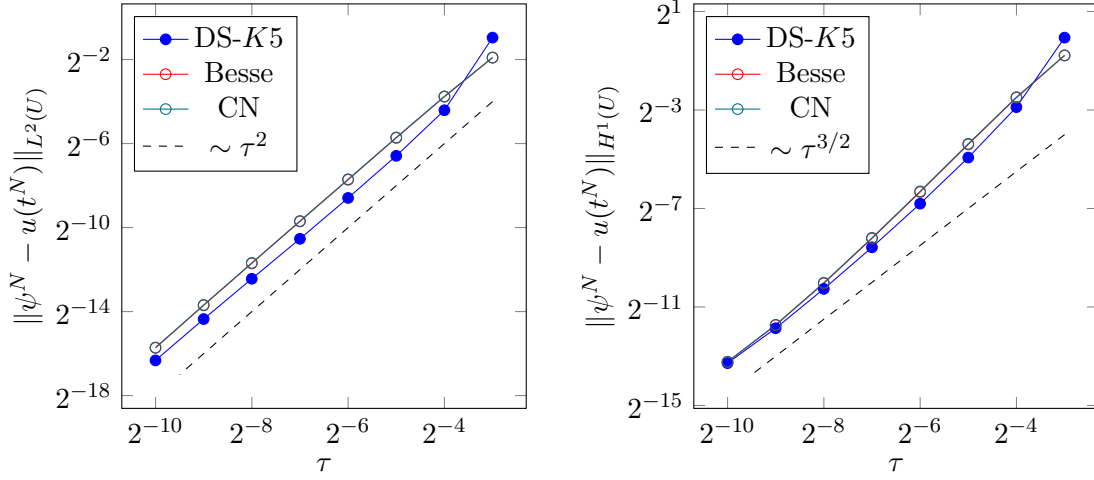 2^{-2}
2^{-6}
2^{-10}
2^{-14}
2^{-18}
‖ψ^N − u(t^N)‖_{L^2(U)}
DS-K5
Besse
CN
∼ τ^2
2^{-10}
2^{-8}
2^{-6}
2^{-4}
τ
2^1
2^{-3}
2^{-7}
2^{-11}
2^{-15}
‖ψ^N − u(t^N)‖_{H^1(U)}
DS-K5
Besse
CN
∼ τ^{3/2}
2^{-10}
2^{-8}
2^{-6}
2^{-4}
τ